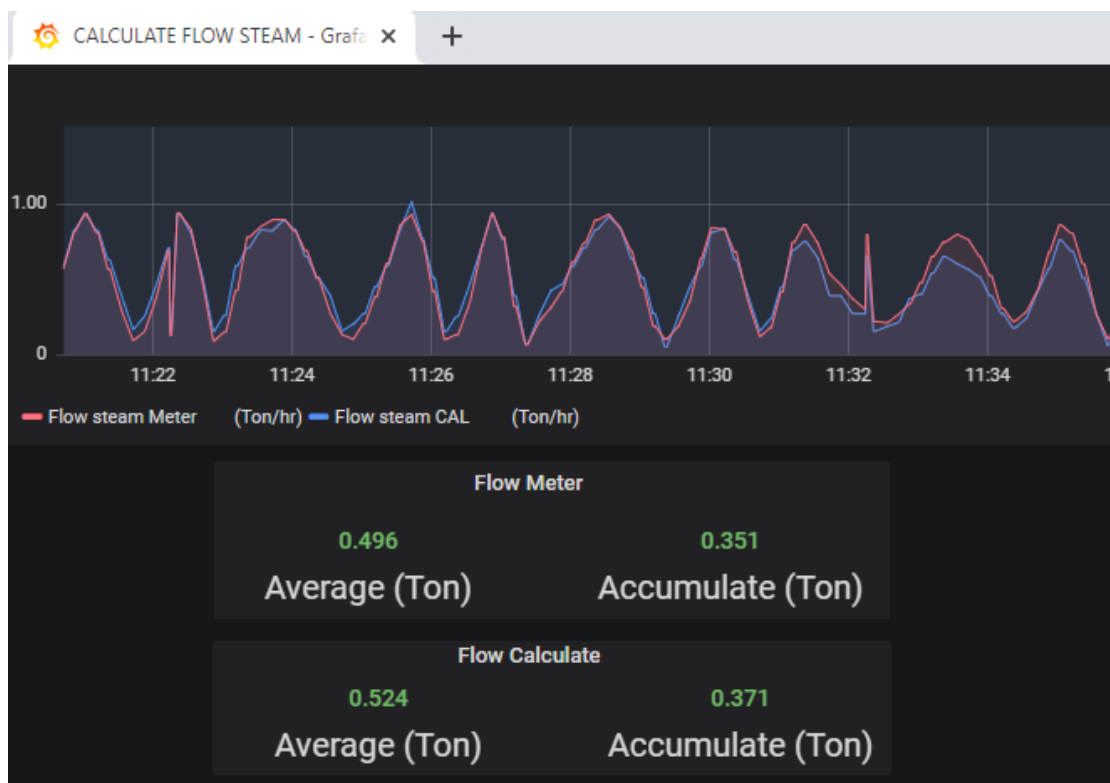 CALCULATE FLOW STEAM - Grafa
1.00
0
11:22 11:24 11:26 11:28 11:30 11:32 11:34
Flow steam Meter (Ton/hr) Flow steam CAL (Ton/hr)
Flow Meter
0.496 0.351
Average (Ton) Accumulate (Ton)
Flow Calculate
0.524 0.371
Average (Ton) Accumulate (Ton)